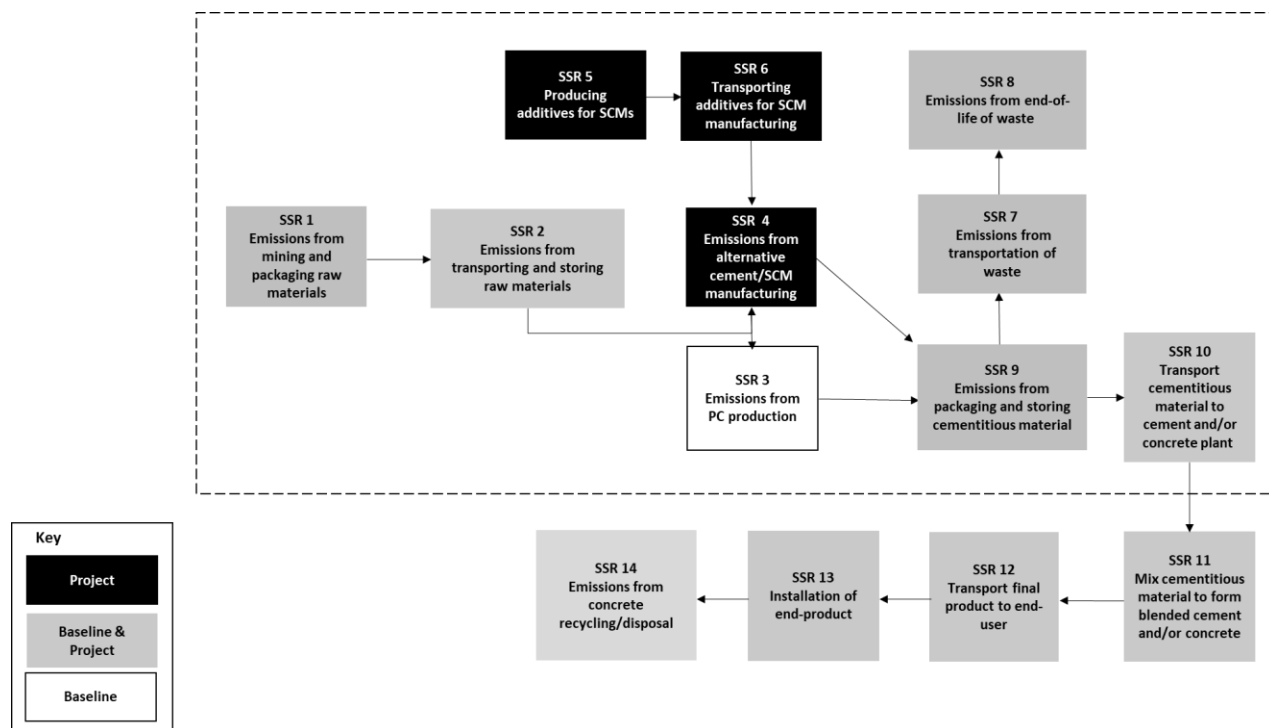 SSR 5
Producing
additives for SCMs
SSR 6
Transporting
additives for SCM
manufacturing
SSR 8
Emissions from end-of-
life of waste
SSR 1
Emissions from
mining and
packaging raw
materials
SSR 2
Emissions from
transporting and storing
raw materials
SSR 4
Emissions from
alternative
cement/SCM
manufacturing
SSR 7
Emissions from
transportation of
waste
SSR 3
Emissions from
PC production
SSR 9
Emissions from
packaging and storing
cementitious material
SSR 10
Transport
cementitious
material to
cement and/or
concrete plant
Key
Project
Baseline &
Project
Baseline
SSR 14
Emissions from
concrete
recycling/disposal
SSR 13
Installation of
end-product
SSR 12
Transport final
product to end-
user
SSR 11
Mix cementitious
material to form
blended cement
and/or concrete